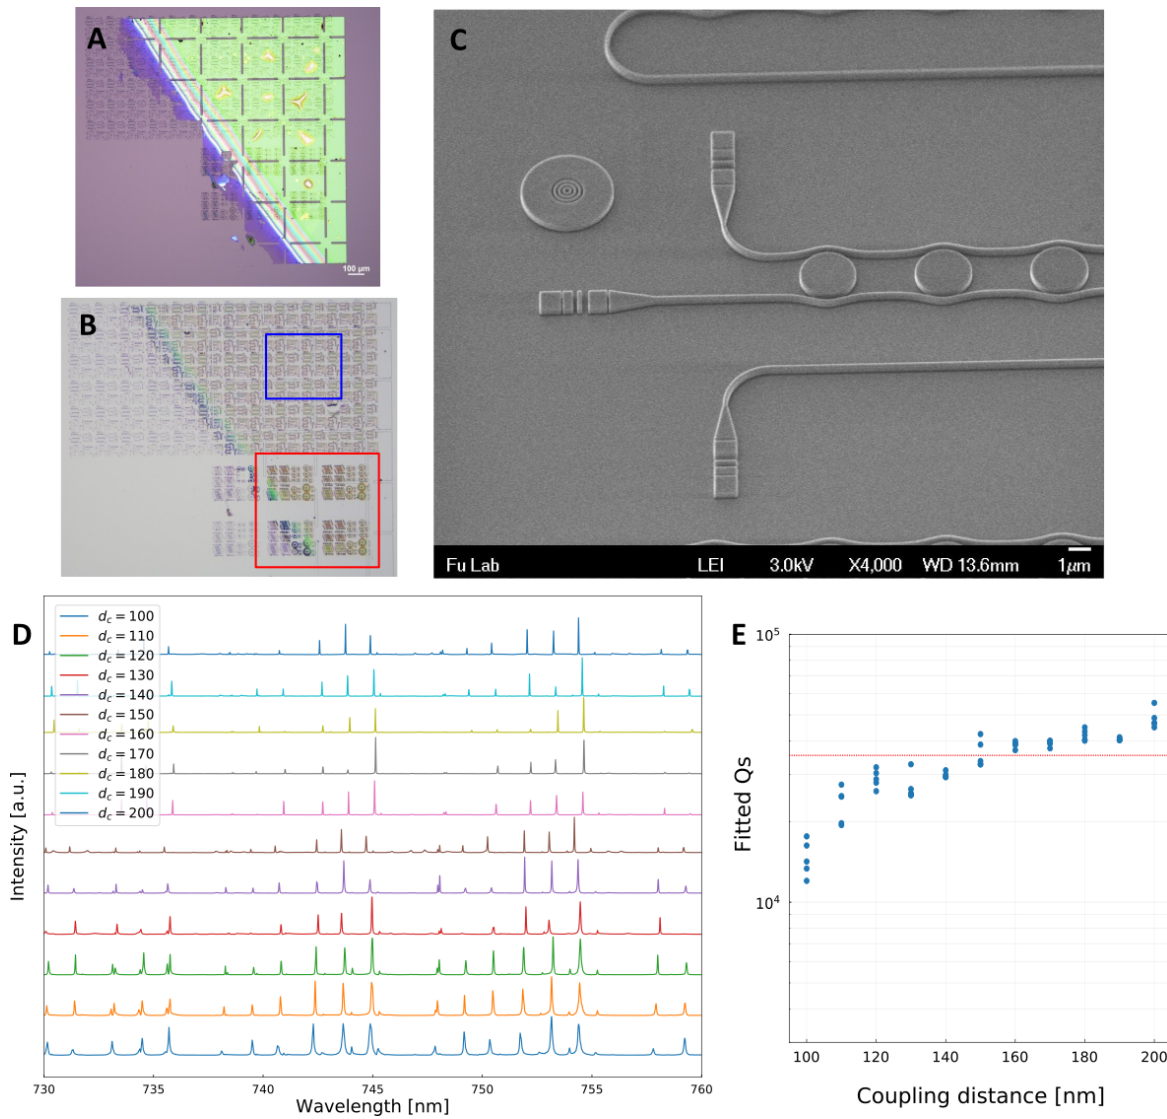 A
100 µm
B
C
Fu Lab LEI 3.0kV X4,000 WD 13.6mm 1µm
D
d_c = 100
d_c = 110
d_c = 120
d_c = 130
d_c = 140
d_c = 150
d_c = 160
d_c = 170
d_c = 180
d_c = 190
d_c = 200
Intensity [a.u.]
730 735 740 745 750 755 760
Wavelength [nm]
E
10^5
10^4
Fitted Qs
100 120 140 160 180 200
Coupling distance [nm]